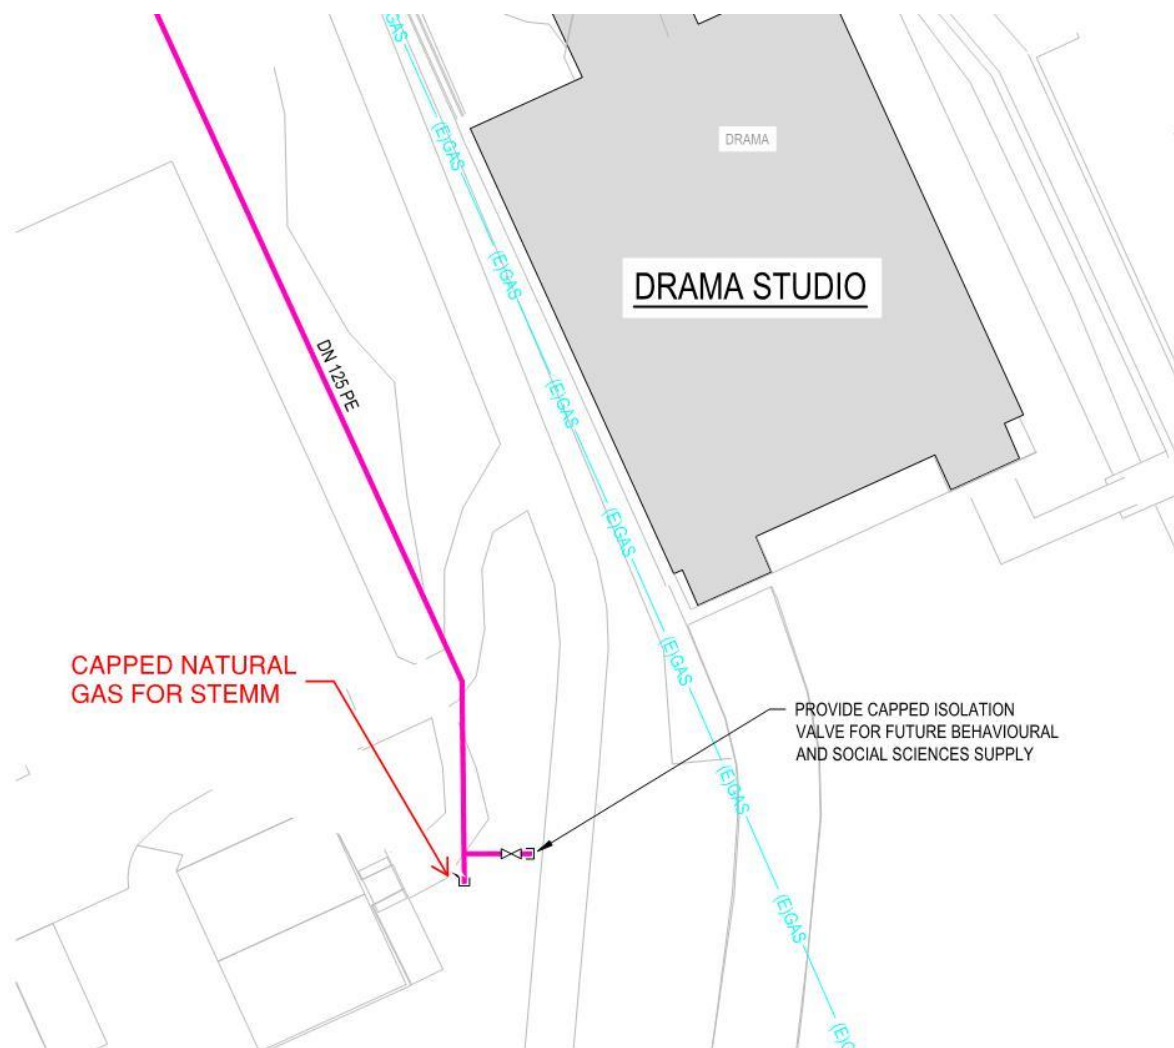 (E)GAS
(E)GAS
DRAMA
(E)GAS
DRAMA STUDIO
DN 125 PE
(E)GAS
(E)GAS
(E)GAS
CAPPED NATURAL
GAS FOR STEMM
PROVIDE CAPPED ISOLATION
VALVE FOR FUTURE BEHAVIOURAL
AND SOCIAL SCIENCES SUPPLY
(E)GAS
(E)GAS
(E)G